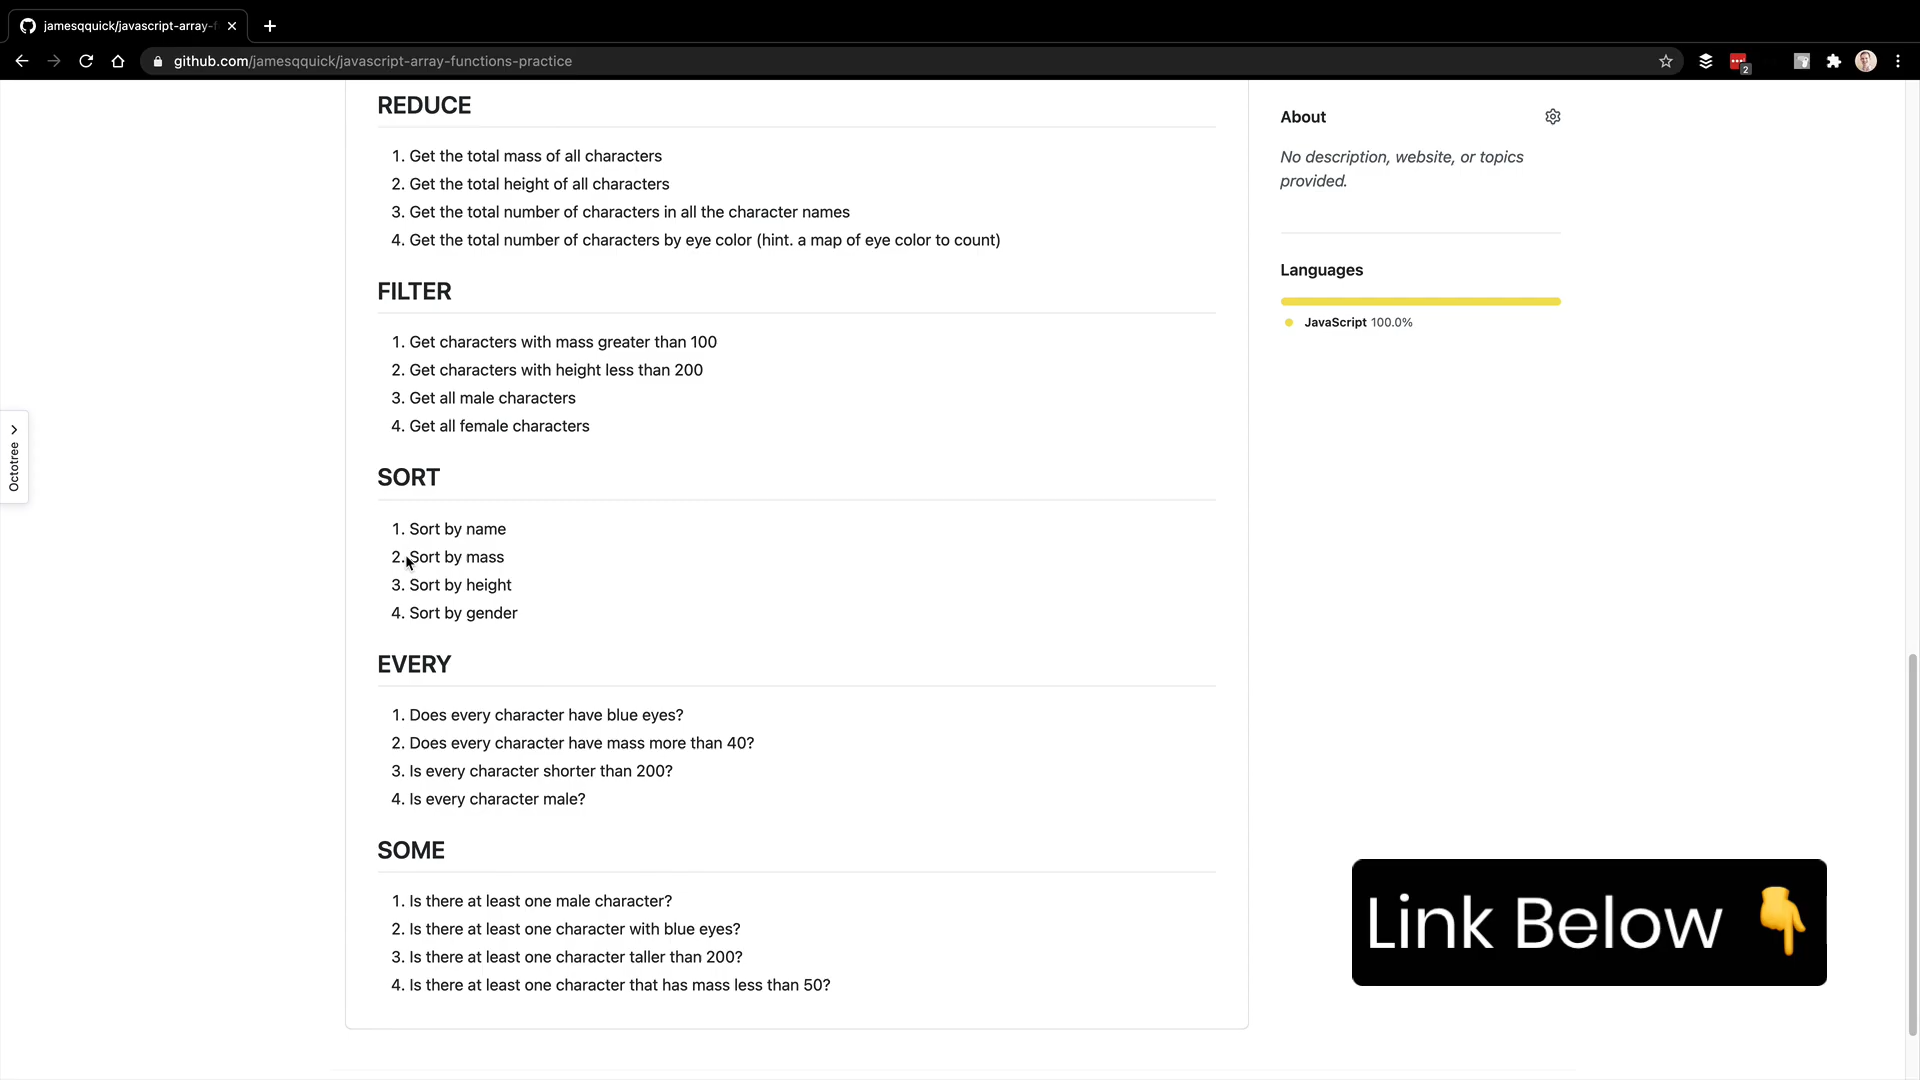 jamesqquick/javascript-array-f
github.com/jamesqquick/javascript-array-functions-practice
2
REDUCE
1. Get the total mass of all characters
2. Get the total height of all characters
3. Get the total number of characters in all the character names
4. Get the total number of characters by eye color (hint. a map of eye color to count)
FILTER
1. Get characters with mass greater than 100
2. Get characters with height less than 200
3. Get all male characters
4. Get all female characters
SORT
1. Sort by name
2. Sort by mass
3. Sort by height
4. Sort by gender
EVERY
1. Does every character have blue eyes?
2. Does every character have mass more than 40?
3. Is every character shorter than 200?
4. Is every character male?
SOME
1. Is there at least one male character?
2. Is there at least one character with blue eyes?
3. Is there at least one character taller than 200?
4. Is there at least one character that has mass less than 50?
About
No description, website, or topics
provided.
Languages
JavaScript 100.0%
Octotree
Link Below 👇